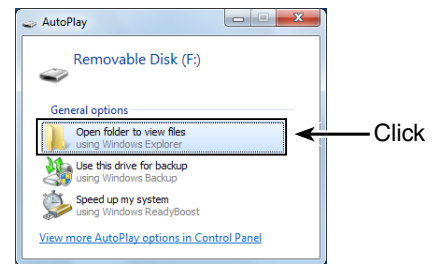 AutoPlay
Removable Disk (F:)
General options
Open folder to view files
using Windows Explorer
Click
Use this drive for backup
using Windows Backup
Speed up my system
using Windows ReadyBoost
View more AutoPlay options in Control Panel